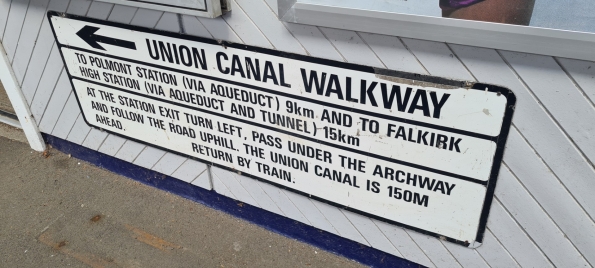 UNION CANAL WALKWAY
TO POLMONT STATION (VIA AQUEDUCT) 9km AND TO FALKIRK
HIGH STATION (VIA AQUEDUCT AND TUNNEL) 15km
AT THE STATION EXIT TURN LEFT, PASS UNDER THE ARCHWAY
AND FOLLOW THE ROAD UPHILL. THE UNION CANAL IS 150M
AHEAD.
RETURN BY TRAIN.